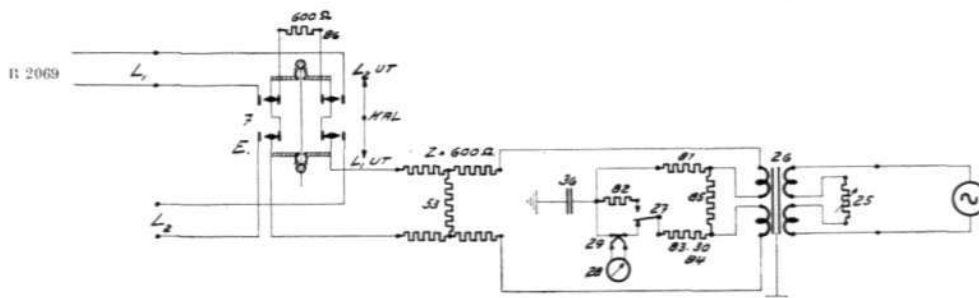 600 Ω
86
R 2069
L₁
L₂ UT
7
KAL
E.
L₁ UT
Z = 600 Ω
53
L₂
36
82
27
81
85
29
28
83. 30
84
26
25